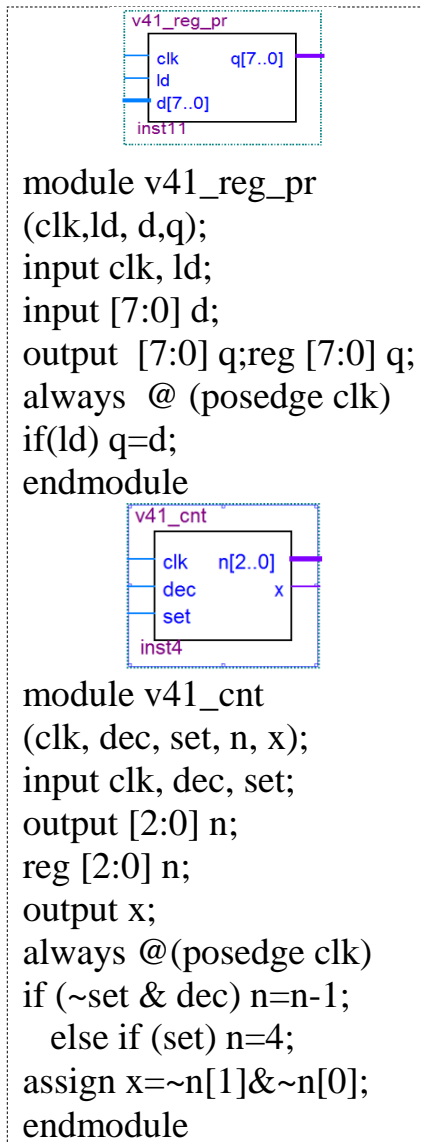 v41_reg_pr
clk q[7..0]
ld
d[7..0]
inst11
module v41_reg_pr
(clk,ld, d,q);
input clk, ld;
input [7:0] d;
output  [7:0] q;reg [7:0] q;
always  @ (posedge clk)
if(ld) q=d;
endmodule
v41_cnt
clk n[2..0]
dec x
set
inst4
module v41_cnt
(clk, dec, set, n, x);
input clk, dec, set;
output [2:0] n;
reg [2:0] n;
output x;
always @(posedge clk)
if (~set & dec) n=n-1;
  else if (set) n=4;
assign x=~n[1]&~n[0];
endmodule